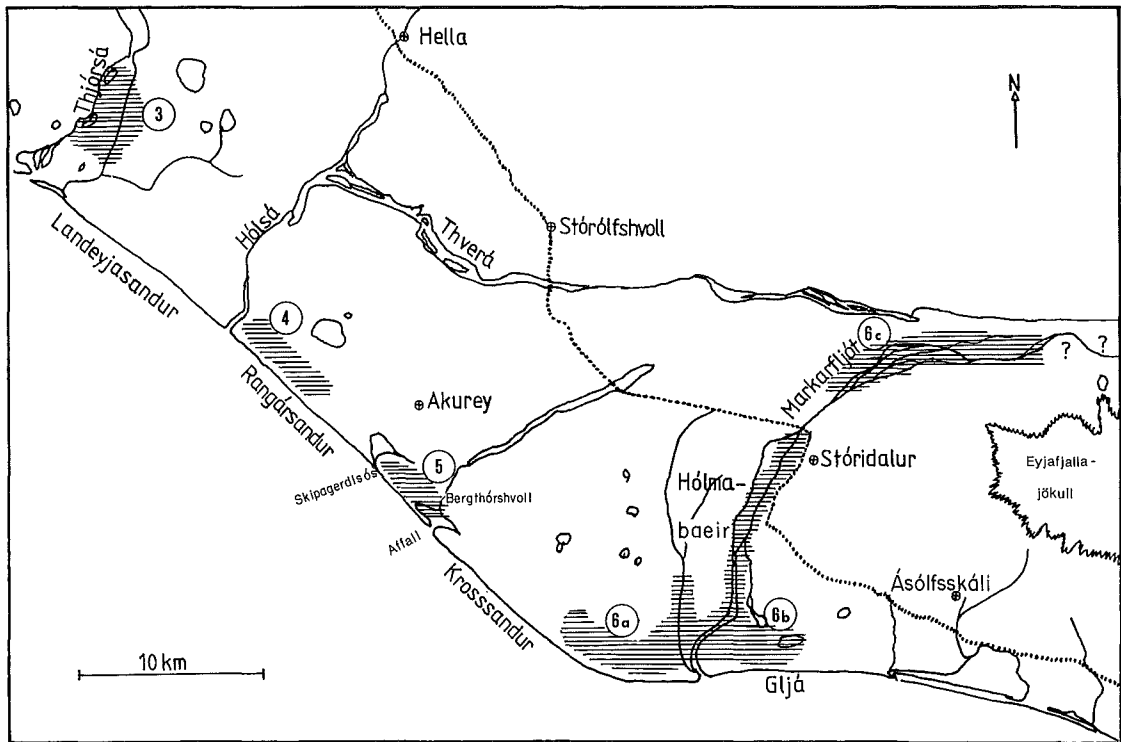 Hella
Thíórsá
3
N
Hólsá
Stórólfshvoll
Thverá
Landeyjasandur
4
6c
? ?
Markarfljót
Rangársandur
Akurey
Eyjafjalla-
jökull
Stóridalur
5
Skipagerdisós
Bergthórshvoll
Hólma-
baeir
Affall
Ásólfsskáli
Krosssandur
6a
6b
10 km
Gljá